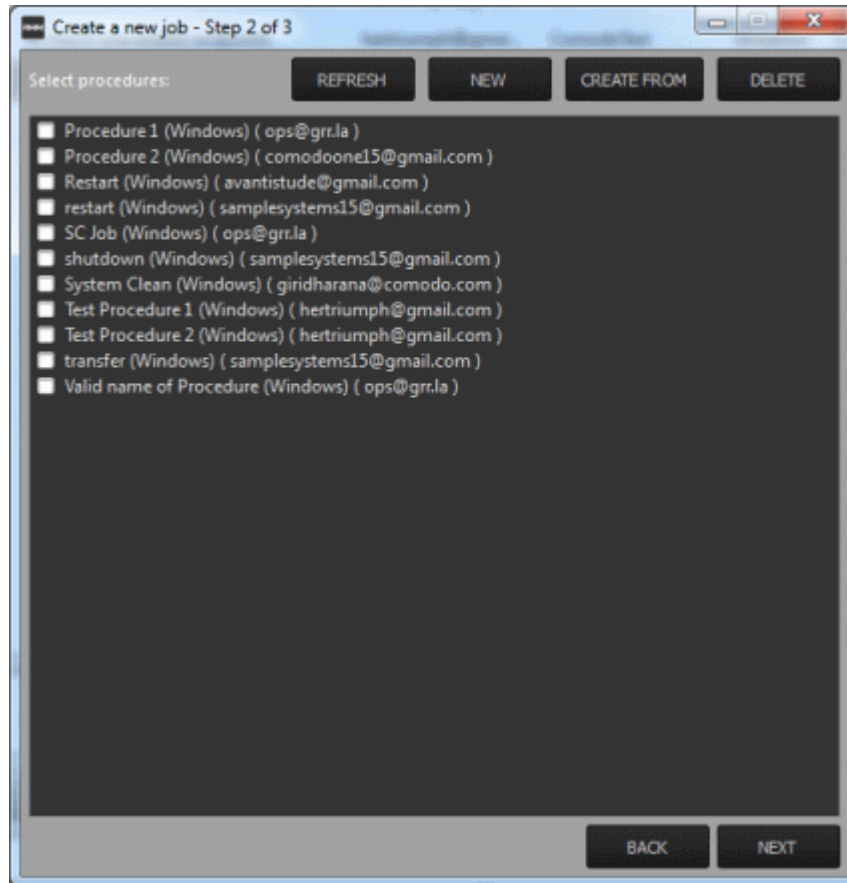 Create a new job - Step 2 of 3
Select procedures:
REFRESH
NEW
CREATE FROM
DELETE
Procedure 1 (Windows) ( ops@grr.la )
Procedure 2 (Windows) ( comodoone15@gmail.com )
Restart (Windows) ( avantistude@gmail.com )
restart (Windows) ( samplesystems15@gmail.com )
SC Job (Windows) ( ops@grr.la )
shutdown (Windows) ( samplesystems15@gmail.com )
System Clean (Windows) ( giridharana@comodo.com )
Test Procedure 1 (Windows) ( hertriumph@gmail.com )
Test Procedure 2 (Windows) ( hertriumph@gmail.com )
transfer (Windows) ( samplesystems15@gmail.com )
Valid name of Procedure (Windows) ( ops@grr.la )
BACK
NEXT